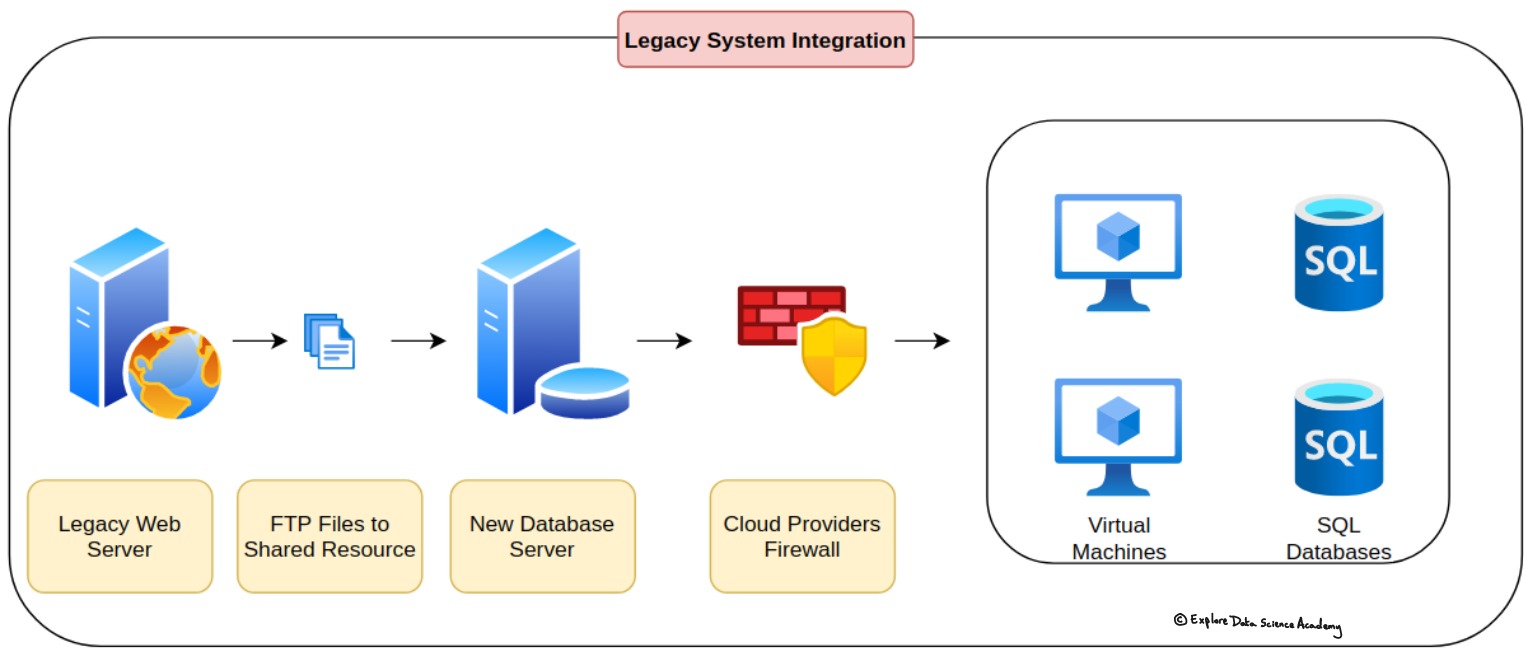 Legacy System Integration
SQL
SQL
Legacy Web
Server
FTP Files to
Shared Resource
New Database
Server
Cloud Providers
Firewall
Virtual
Machines
SQL
Databases
© Explore Data Science Academy